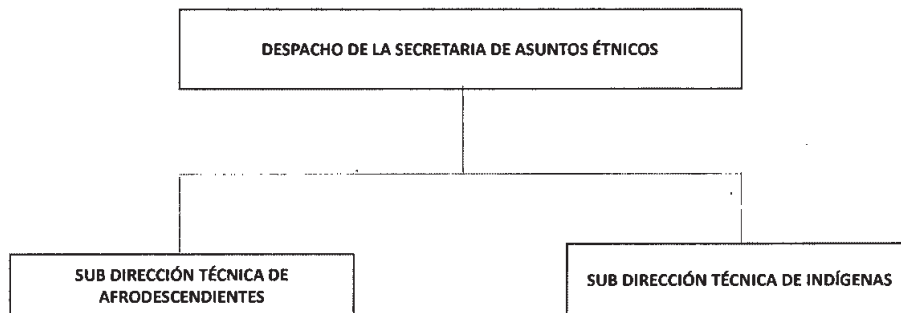 DESPACHO DE LA SECRETARIA DE ASUNTOS ÉTNICOS
SUB DIRECCIÓN TÉCNICA DE
AFRODESCENDIENTES
SUB DIRECCIÓN TÉCNICA DE INDÍGENAS